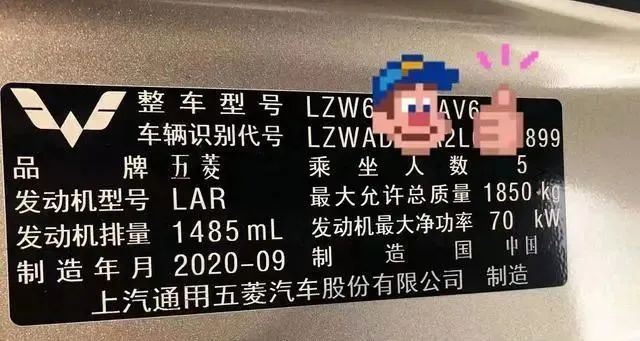 整车型号 LZW6 AV6
车辆识别代号 LZWAD A2L 899
品牌 五菱 乘坐人数 5
发动机型号 LAR 最大允许总质量 1850 kg
发动机排量 1485 mL 发动机最大净功率 70 kW
制造年月 2020-09 制造国 中国
上汽通用五菱汽车股份有限公司 制造